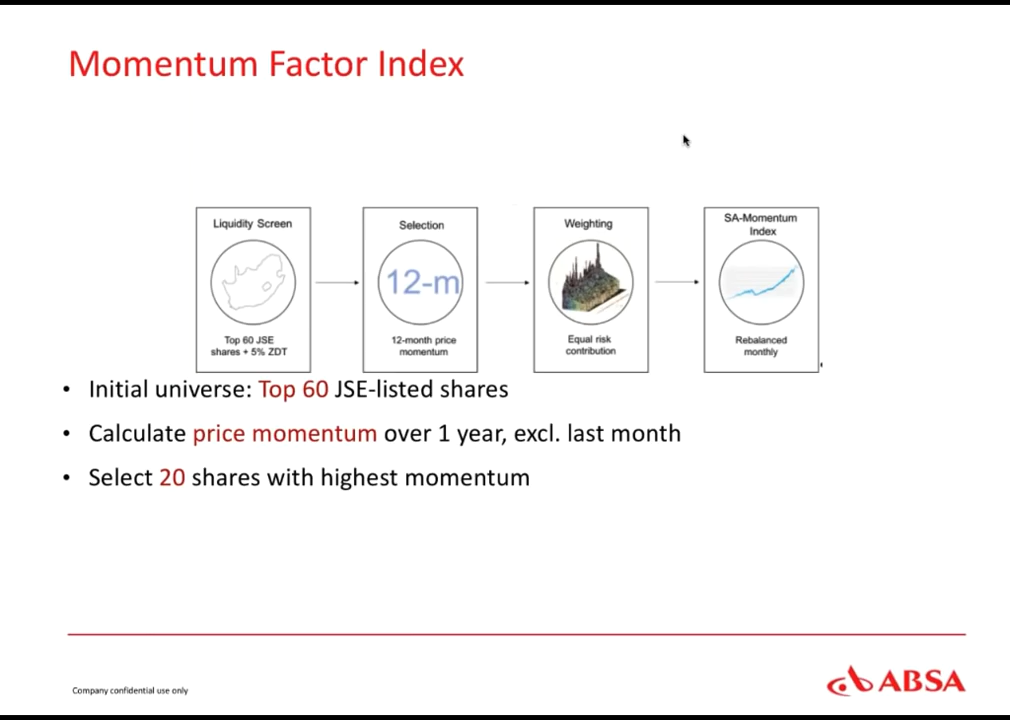 Momentum Factor Index
Liquidity Screen
Top 60 JSE
shares + 5% ZDT
Selection
12-m
12-month price
momentum
Weighting
Equal risk
contribution
SA-Momentum
Index
Rebalanced
monthly
• Initial universe: Top 60 JSE-listed shares
• Calculate price momentum over 1 year, excl. last month
• Select 20 shares with highest momentum
Company confidential use only
ABSA